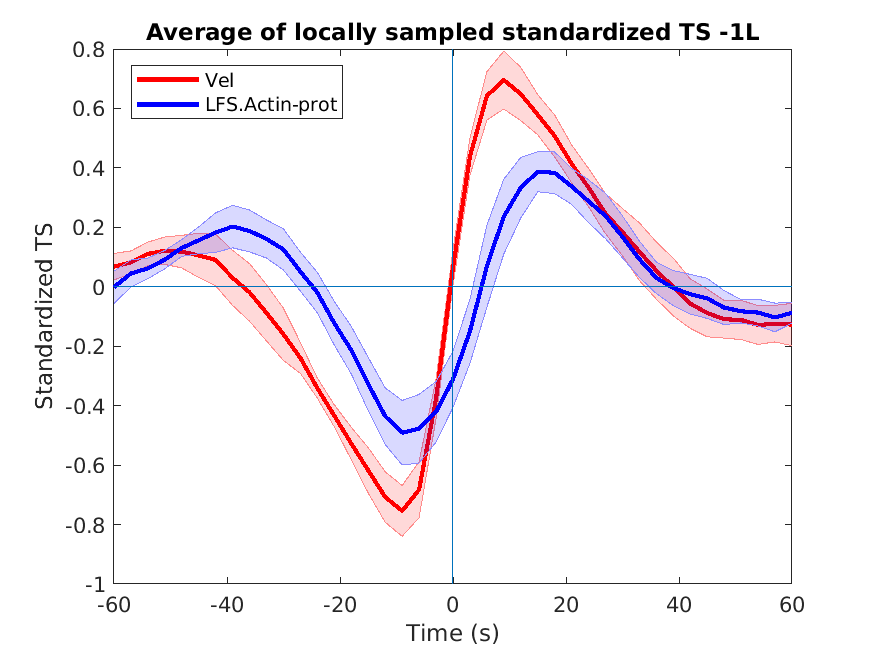 Average of locally sampled standardized TS -1L
Vel
LFS.Actin-prot
0.8
0.6
0.4
0.2
0
-0.2
-0.4
-0.6
-0.8
-1
Standardized TS
-60 -40 -20 0 20 40 60
Time (s)